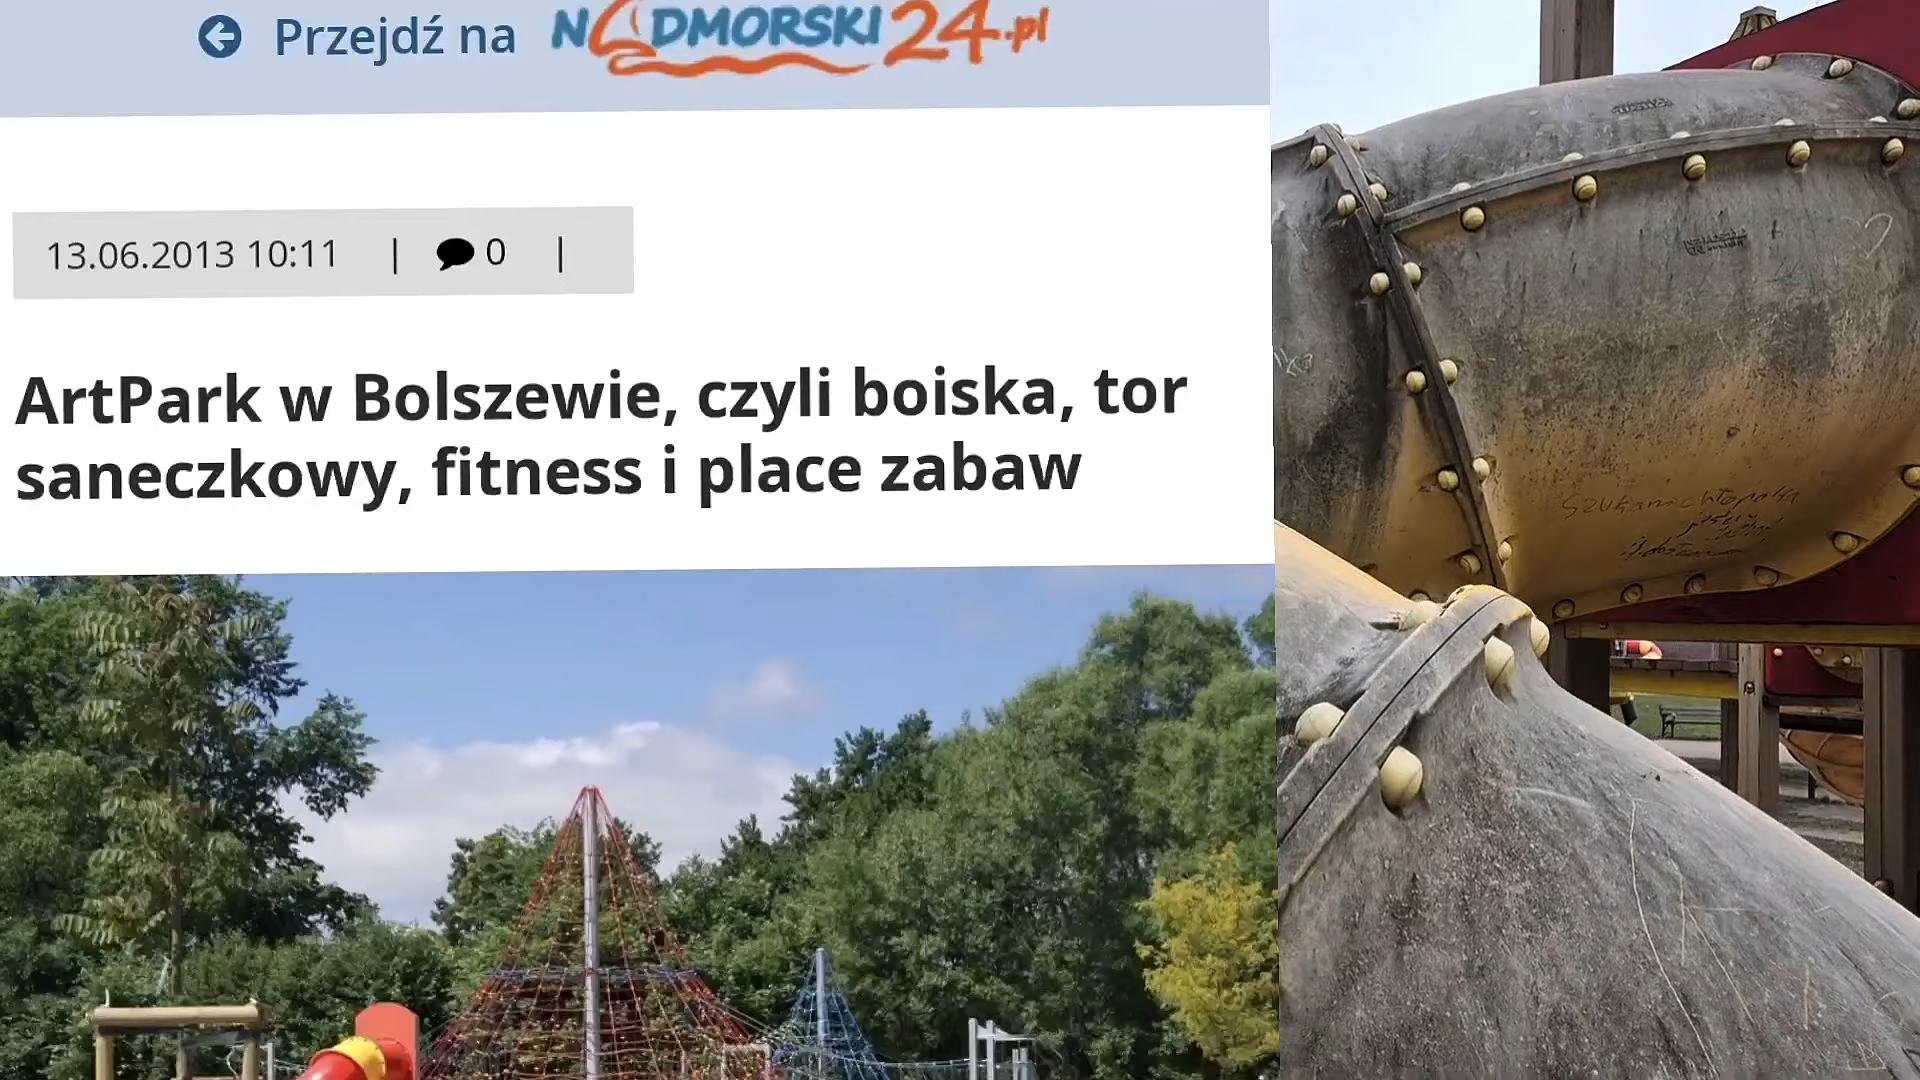 Przejdź na NADMORSKI24.pl
13.06.2013 10:11 | 0 |
ArtPark w Bolszewie, czyli boiska, tor
saneczkowy, fitness i place zabaw